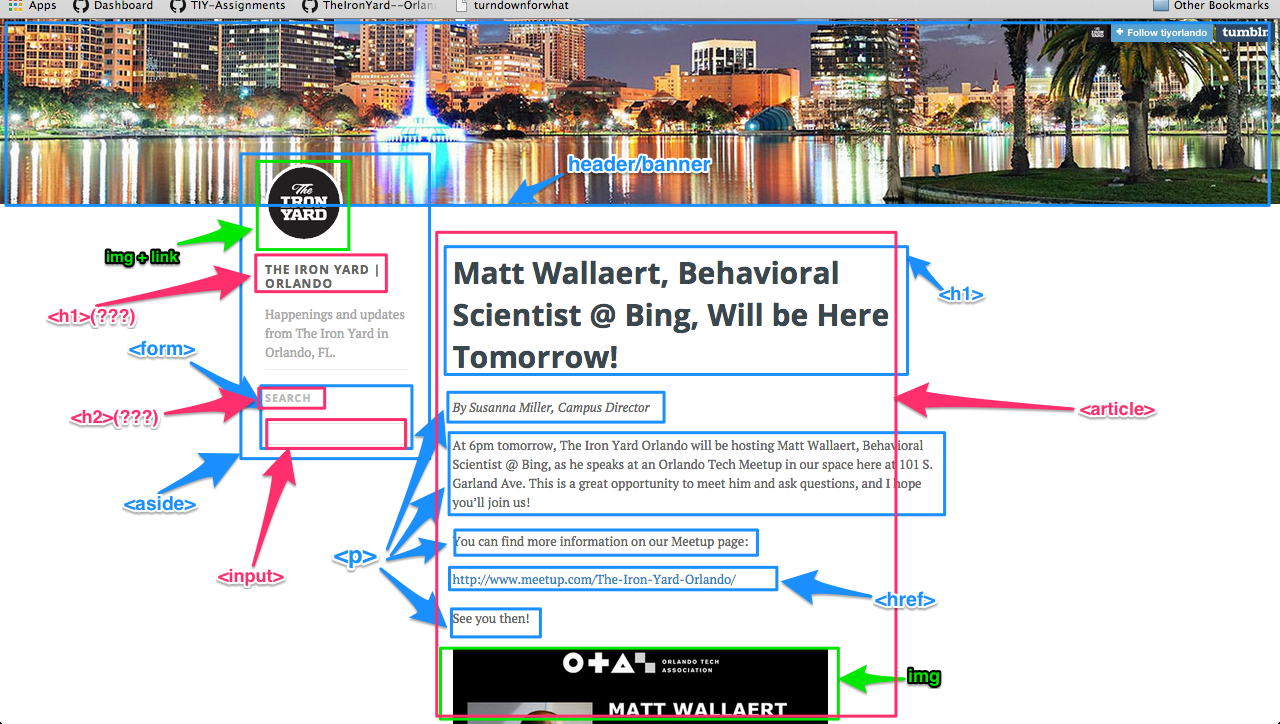 Apps Dashboard TIY-Assignments TheIronYard--Orlan turndownforwhat Other Bookmarks
THE IRON YARD + Follow tiyorlando tumblr
header/banner
The
IRON
YARD
img + link
THE IRON YARD |
ORLANDO
<h1>(???)
Happenings and updates
from The Iron Yard in
Orlando, FL.
<form>
SEARCH
<h2>(???)
<aside>
<input>
Matt Wallaert, Behavioral
Scientist @ Bing, Will be Here
Tomorrow!
<h1>
By Susanna Miller, Campus Director
<article>
At 6pm tomorrow, The Iron Yard Orlando will be hosting Matt Wallaert, Behavioral
Scientist @ Bing, as he speaks at an Orlando Tech Meetup in our space here at 101 S.
Garland Ave. This is a great opportunity to meet him and ask questions, and I hope
you'll join us!
<p>
You can find more information on our Meetup page:
http://www.meetup.com/The-Iron-Yard-Orlando/
<href>
See you then!
ORLANDO TECH
ASSOCIATION
img
MATT WALLAERT